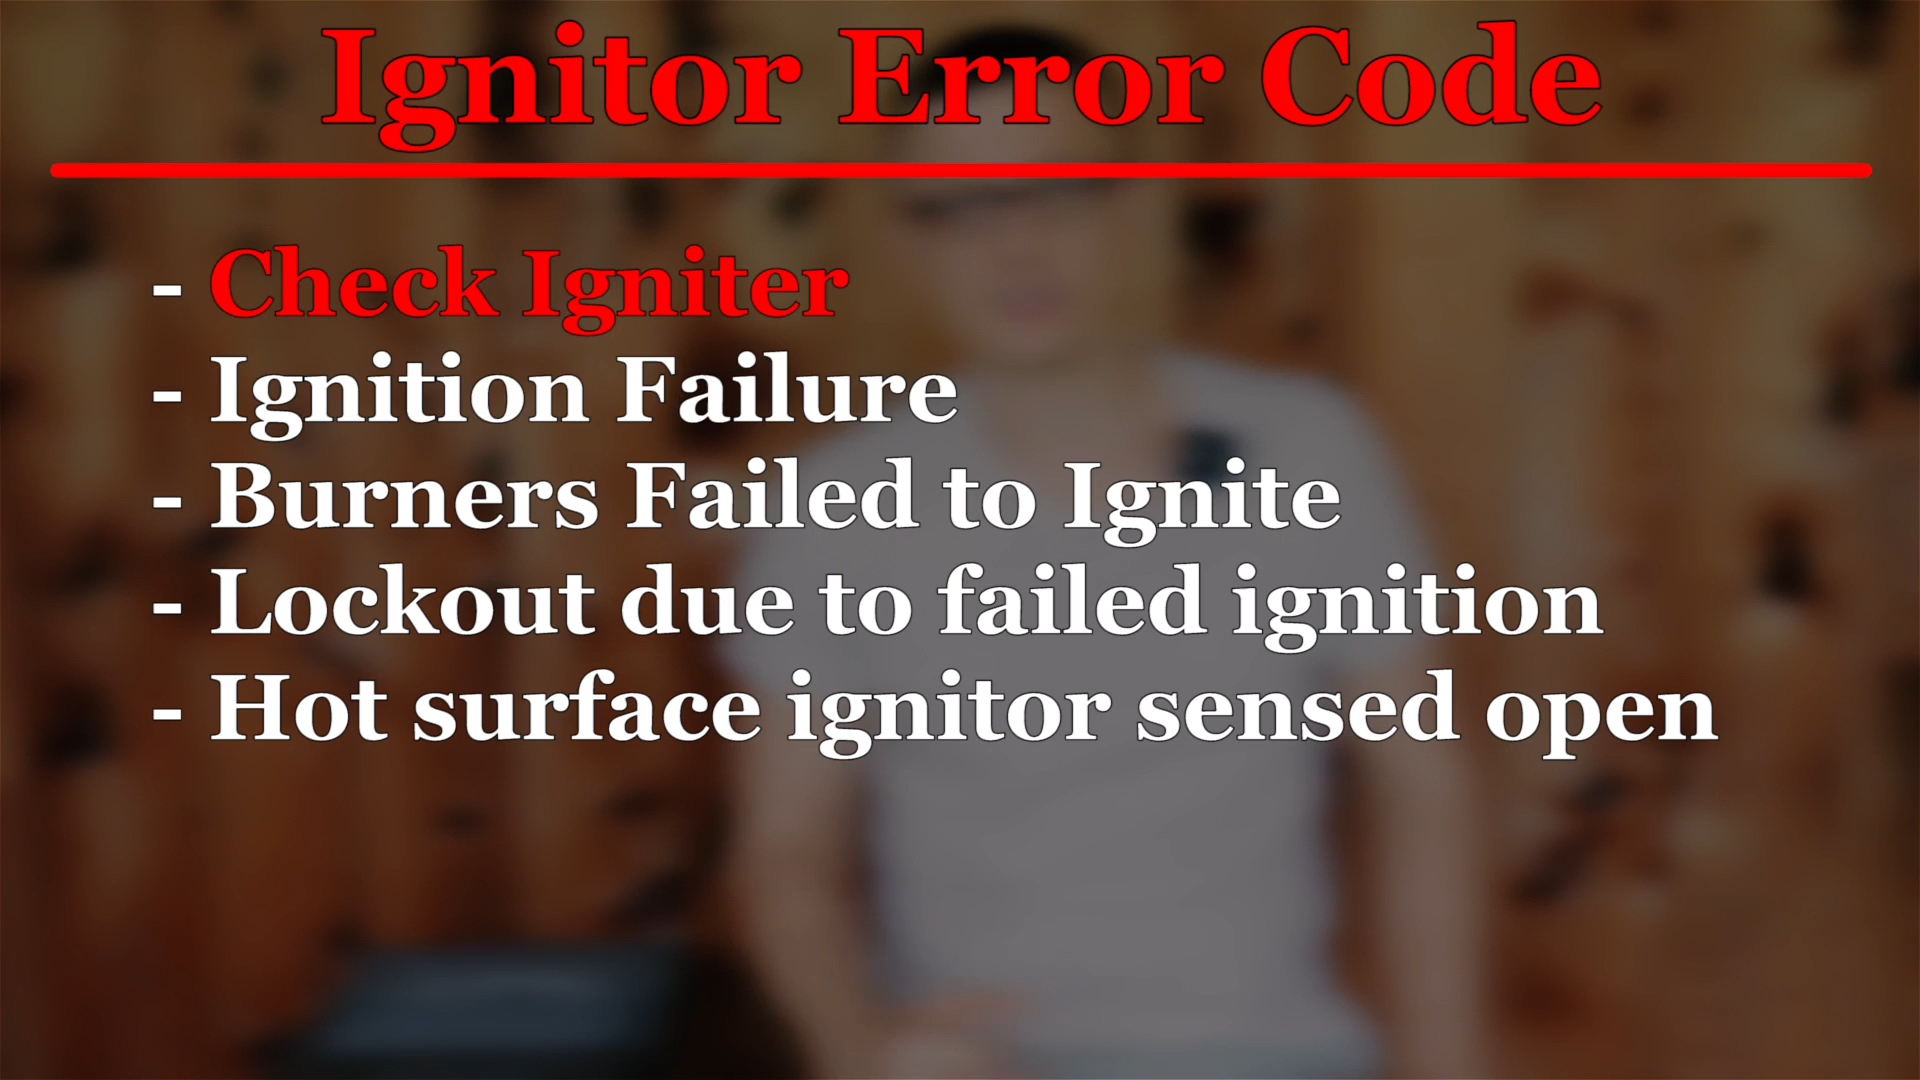 Ignitor Error Code
- Check Igniter
- Ignition Failure
- Burners Failed to Ignite
- Lockout due to failed ignition
- Hot surface ignitor sensed open